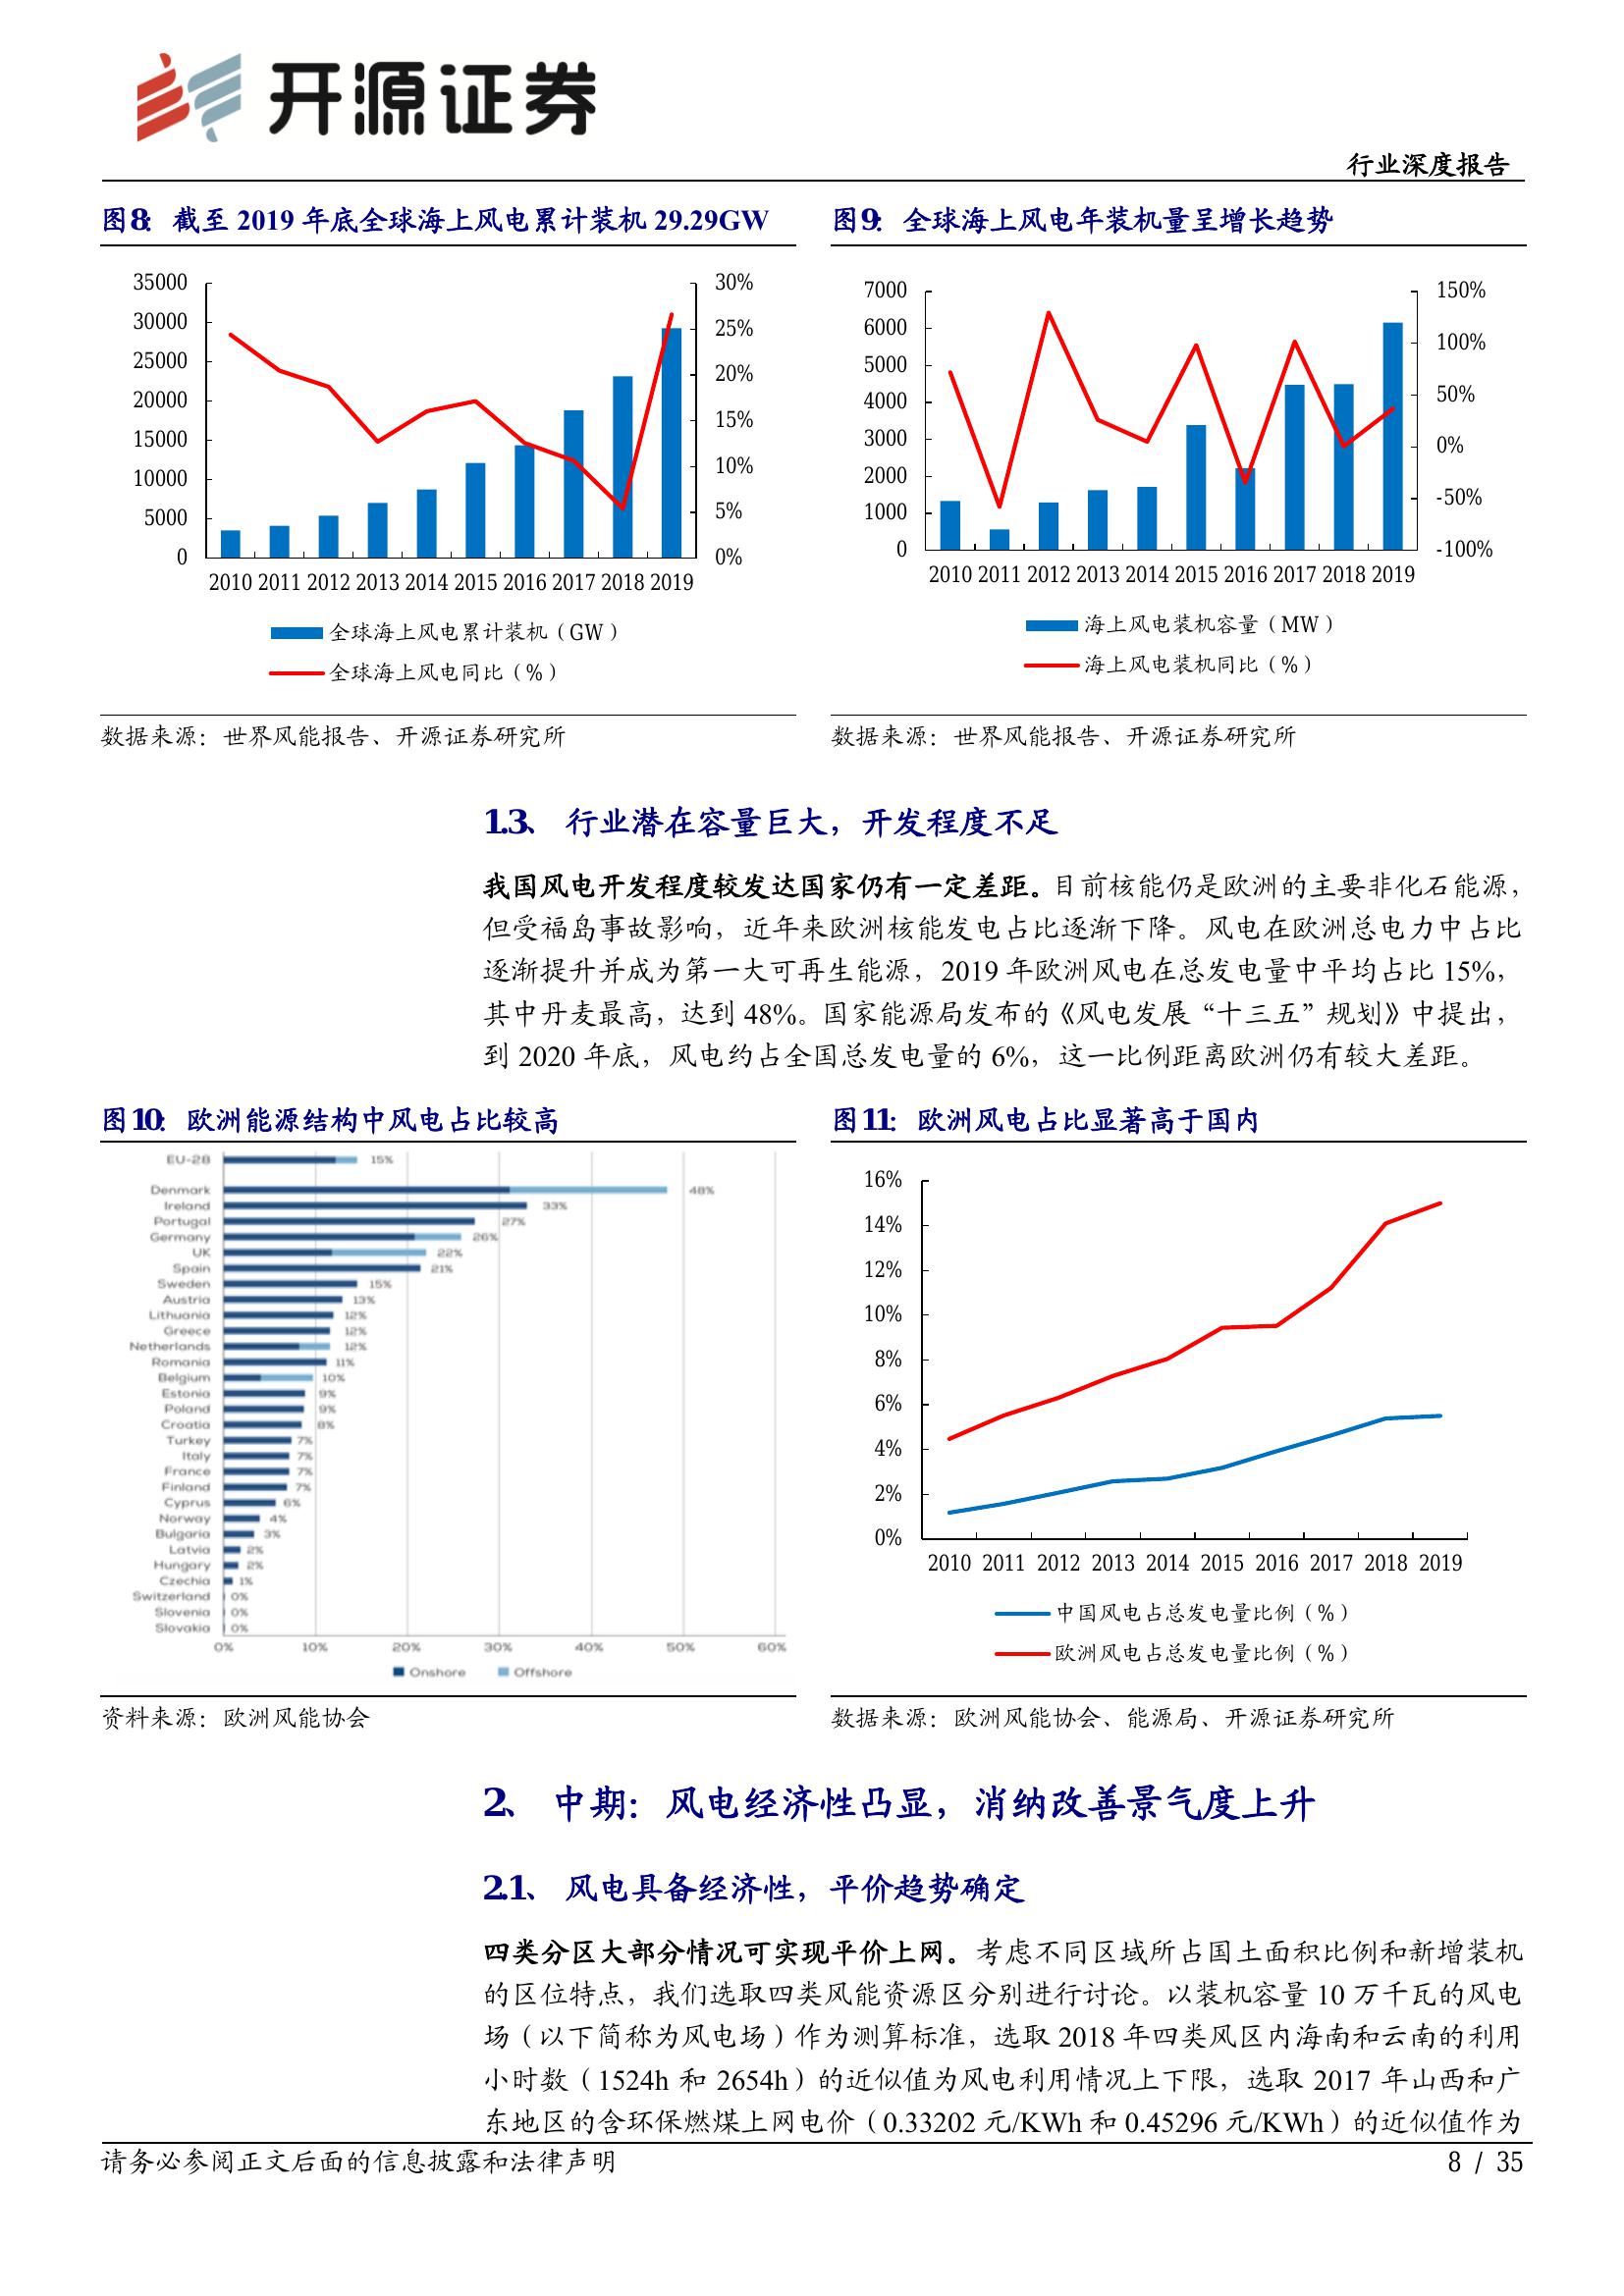 开源证券
行业深度报告
图8： 截至 2019 年底全球海上风电累计装机 29.29GW
35000
30000
25000
20000
15000
10000
5000
0
30%
25%
20%
15%
10%
5%
0%
2010 2011 2012 2013 2014 2015 2016 2017 2018 2019
全球海上风电累计装机（GW）
全球海上风电同比（%）
数据来源：世界风能报告、开源证券研究所
图9： 全球海上风电年装机量呈增长趋势
7000
6000
5000
4000
3000
2000
1000
0
150%
100%
50%
0%
-50%
-100%
2010 2011 2012 2013 2014 2015 2016 2017 2018 2019
海上风电装机容量（MW）
海上风电装机同比（%）
数据来源：世界风能报告、开源证券研究所
1.3、 行业潜在容量巨大，开发程度不足
我国风电开发程度较发达国家仍有一定差距。目前核能仍是欧洲的主要非化石能源，
但受福岛事故影响，近年来欧洲核能发电占比逐渐下降。风电在欧洲总电力中占比
逐渐提升并成为第一大可再生能源，2019 年欧洲风电在总发电量中平均占比 15%，
其中丹麦最高，达到 48%。国家能源局发布的《风电发展“十三五”规划》中提出，
到 2020 年底，风电约占全国总发电量的 6%，这一比例距离欧洲仍有较大差距。
图10： 欧洲能源结构中风电占比较高
EU-28 15%
Denmark 48%
Ireland 33%
Portugal 27%
Germany 26%
UK 22%
Spain 21%
Sweden 15%
Austria 13%
Lithuania 12%
Greece 12%
Netherlands 12%
Romania 11%
Belgium 10%
Estonia 9%
Poland 9%
Croatia 8%
Turkey 7%
Italy 7%
France 7%
Finland 7%
Cyprus 6%
Norway 4%
Bulgaria 3%
Latvia 2%
Hungary 2%
Czechia 1%
Switzerland 0%
Slovenia 0%
Slovakia 0%
0% 10% 20% 30% 40% 50% 60%
Onshore Offshore
资料来源：欧洲风能协会
图11： 欧洲风电占比显著高于国内
16%
14%
12%
10%
8%
6%
4%
2%
0%
2010 2011 2012 2013 2014 2015 2016 2017 2018 2019
中国风电占总发电量比例（%）
欧洲风电占总发电量比例（%）
数据来源：欧洲风能协会、能源局、开源证券研究所
2、 中期：风电经济性凸显，消纳改善景气度上升
2.1、 风电具备经济性，平价趋势确定
四类分区大部分情况可实现平价上网。考虑不同区域所占国土面积比例和新增装机
的区位特点，我们选取四类风能资源区分别进行讨论。以装机容量 10 万千瓦的风电
场（以下简称为风电场）作为测算标准，选取 2018 年四类风区内海南和云南的利用
小时数（1524h 和 2654h）的近似值为风电利用情况上下限，选取 2017 年山西和广
东地区的含环保燃煤上网电价（0.33202 元/KWh 和 0.45296 元/KWh）的近似值作为
请务必参阅正文后面的信息披露和法律声明
8 / 35